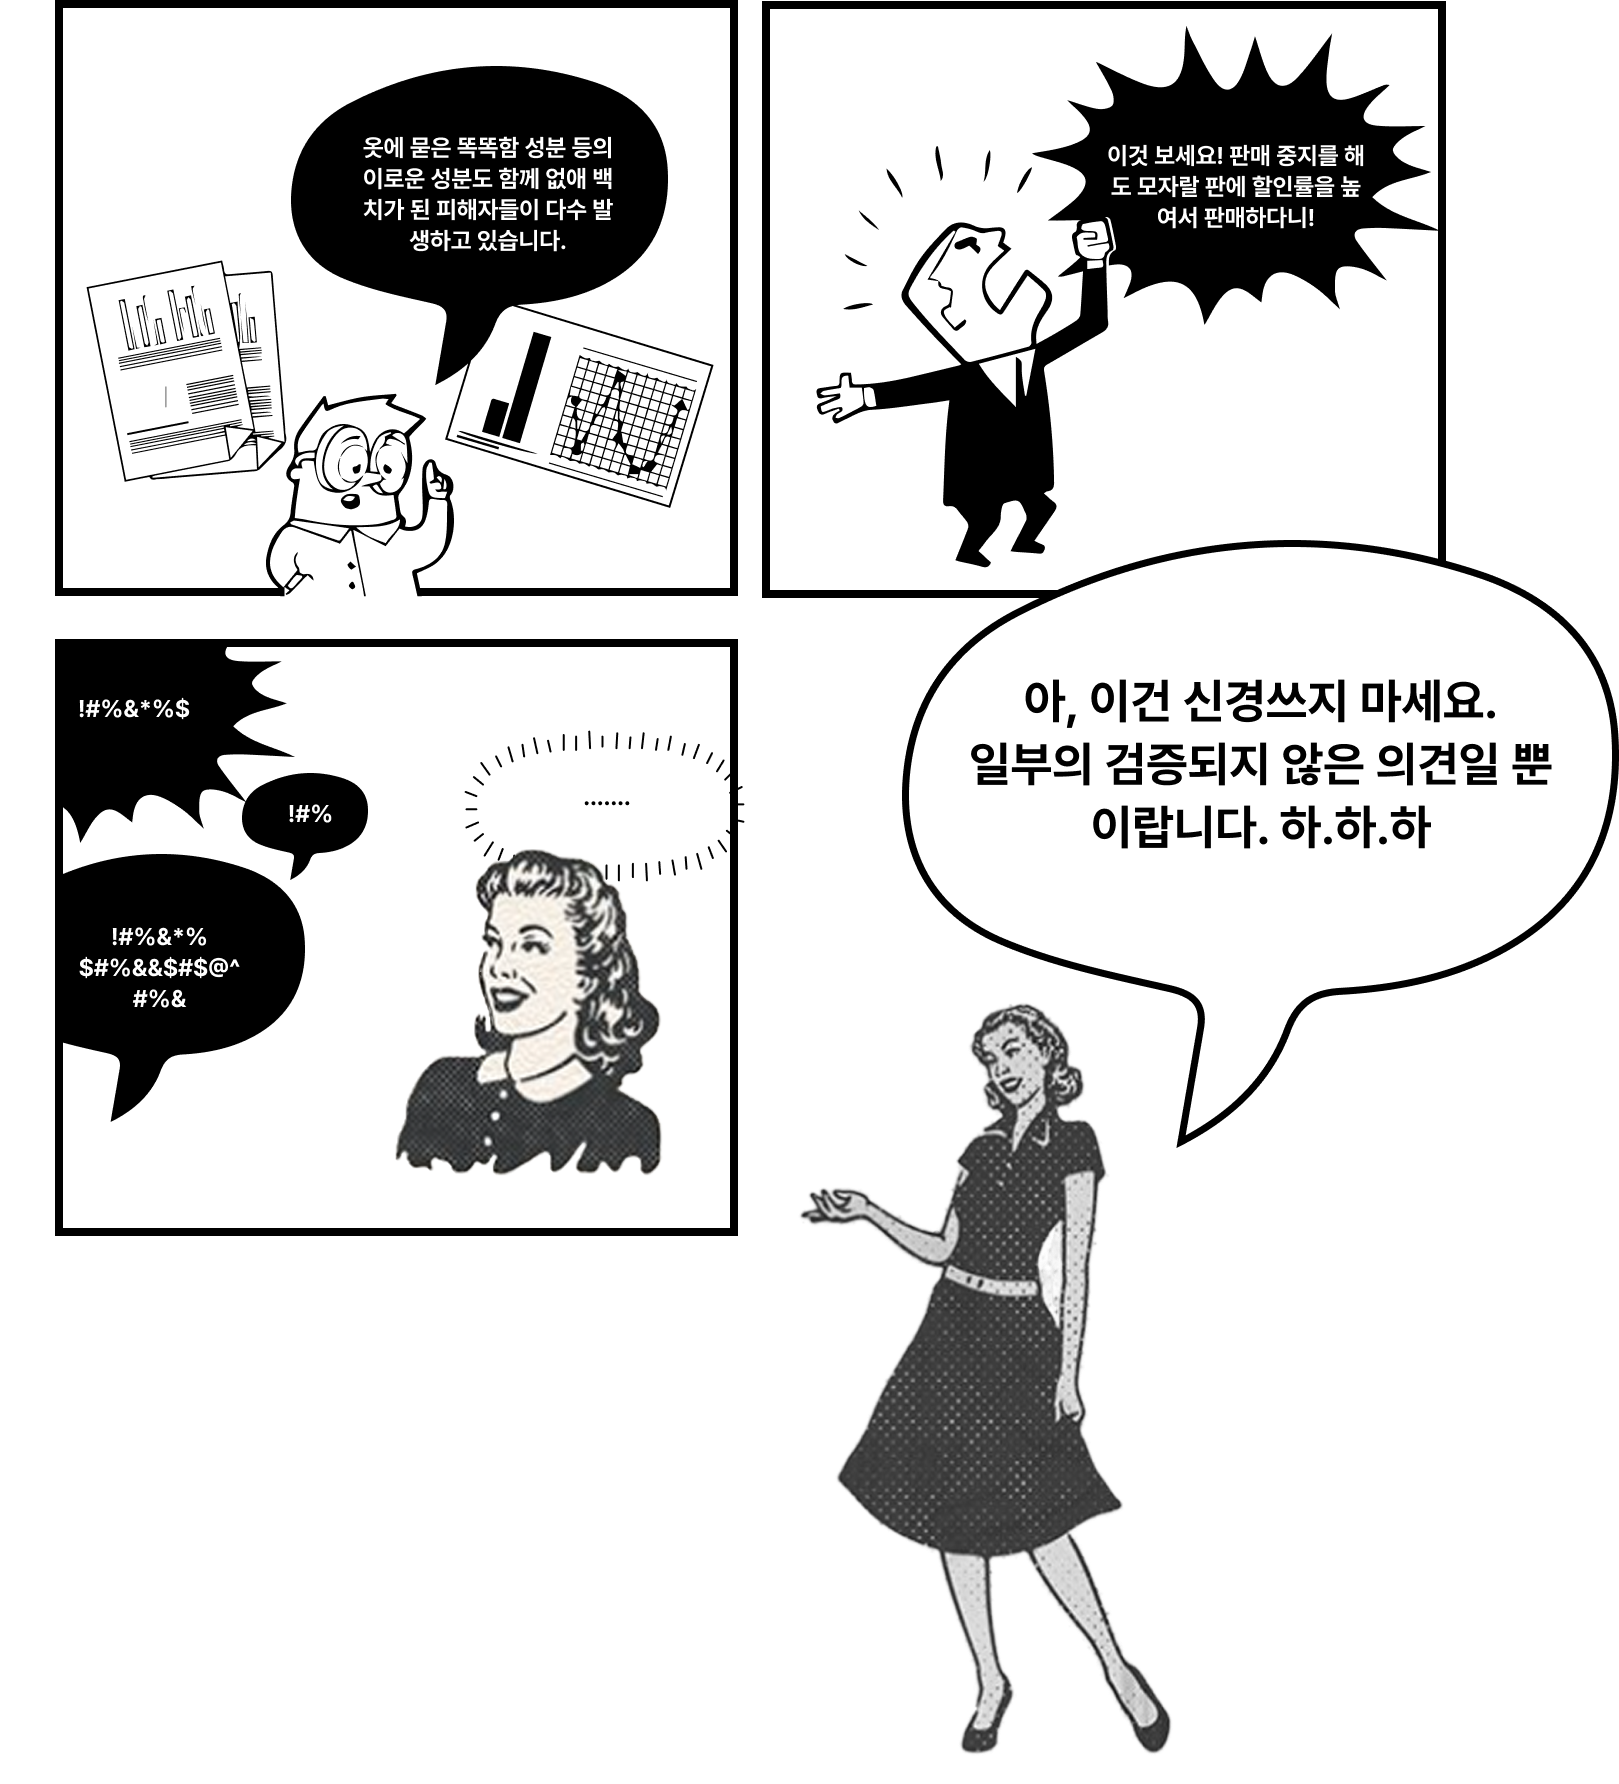 옷에 묻은 똑똑함 성분 등의
이로운 성분도 함께 없애 백
치가 된 피해자들이 다수 발
생하고 있습니다.
이것 보세요! 판매 중지를 해
도 모자랄 판에 할인률을 높
여서 판매하다니!
!#%&*%$
!#%
!#%&*%
$#%&&$#$@^
#%&
·······
아, 이건 신경쓰지 마세요.
일부의 검증되지 않은 의견일 뿐
이랍니다. 하.하.하